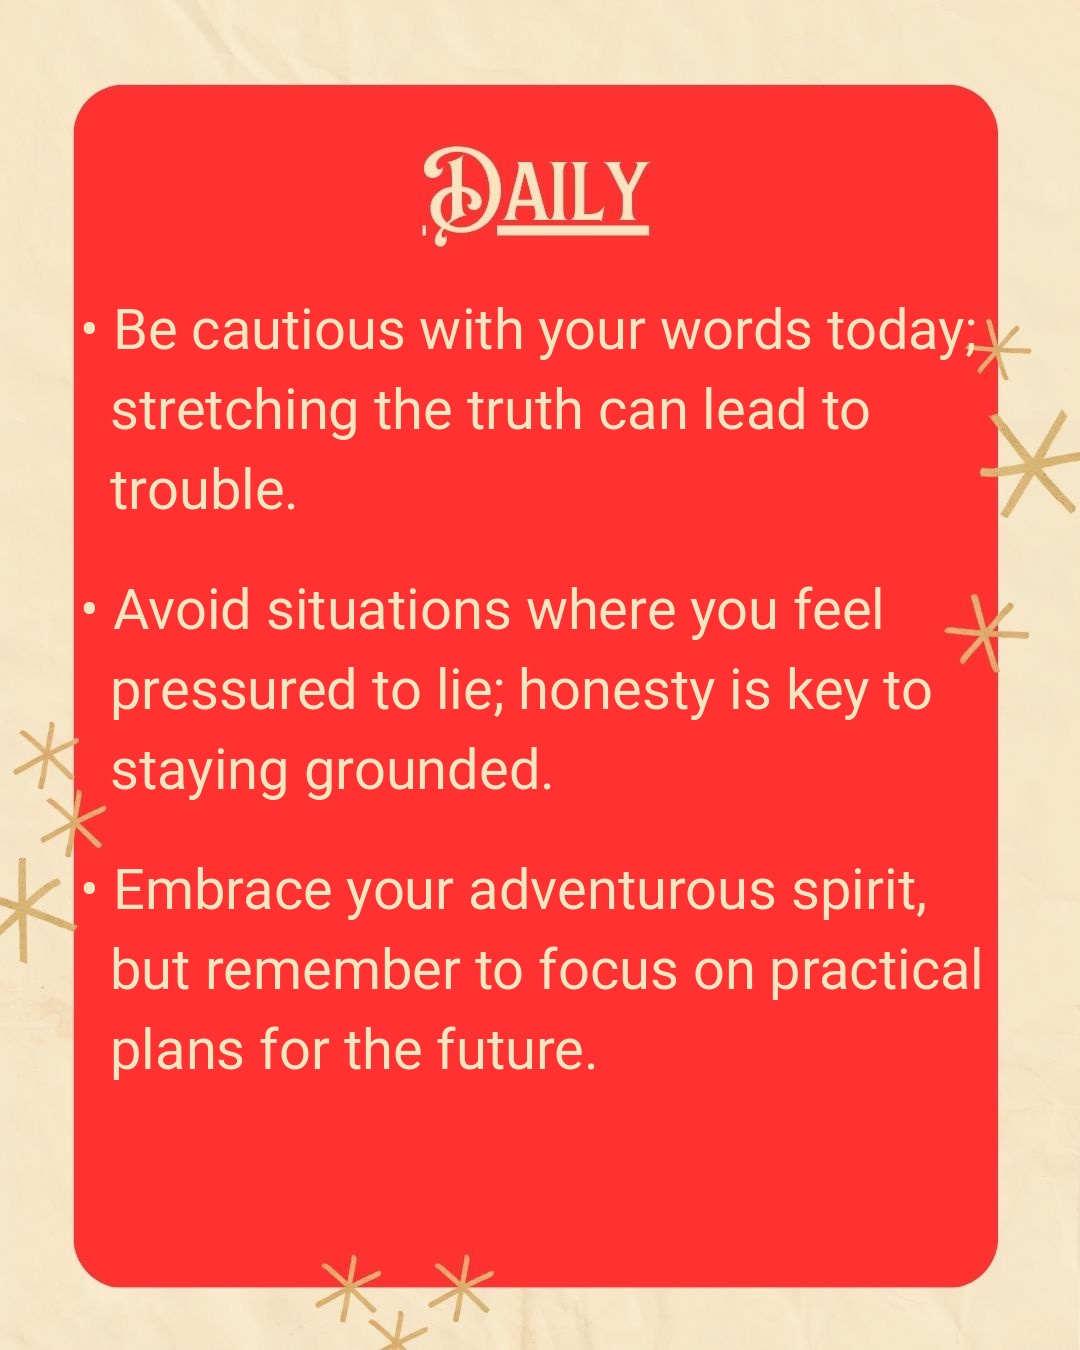 Daily
• Be cautious with your words today;
stretching the truth can lead to
trouble.
• Avoid situations where you feel
pressured to lie; honesty is key to
staying grounded.
• Embrace your adventurous spirit,
but remember to focus on practical
plans for the future.